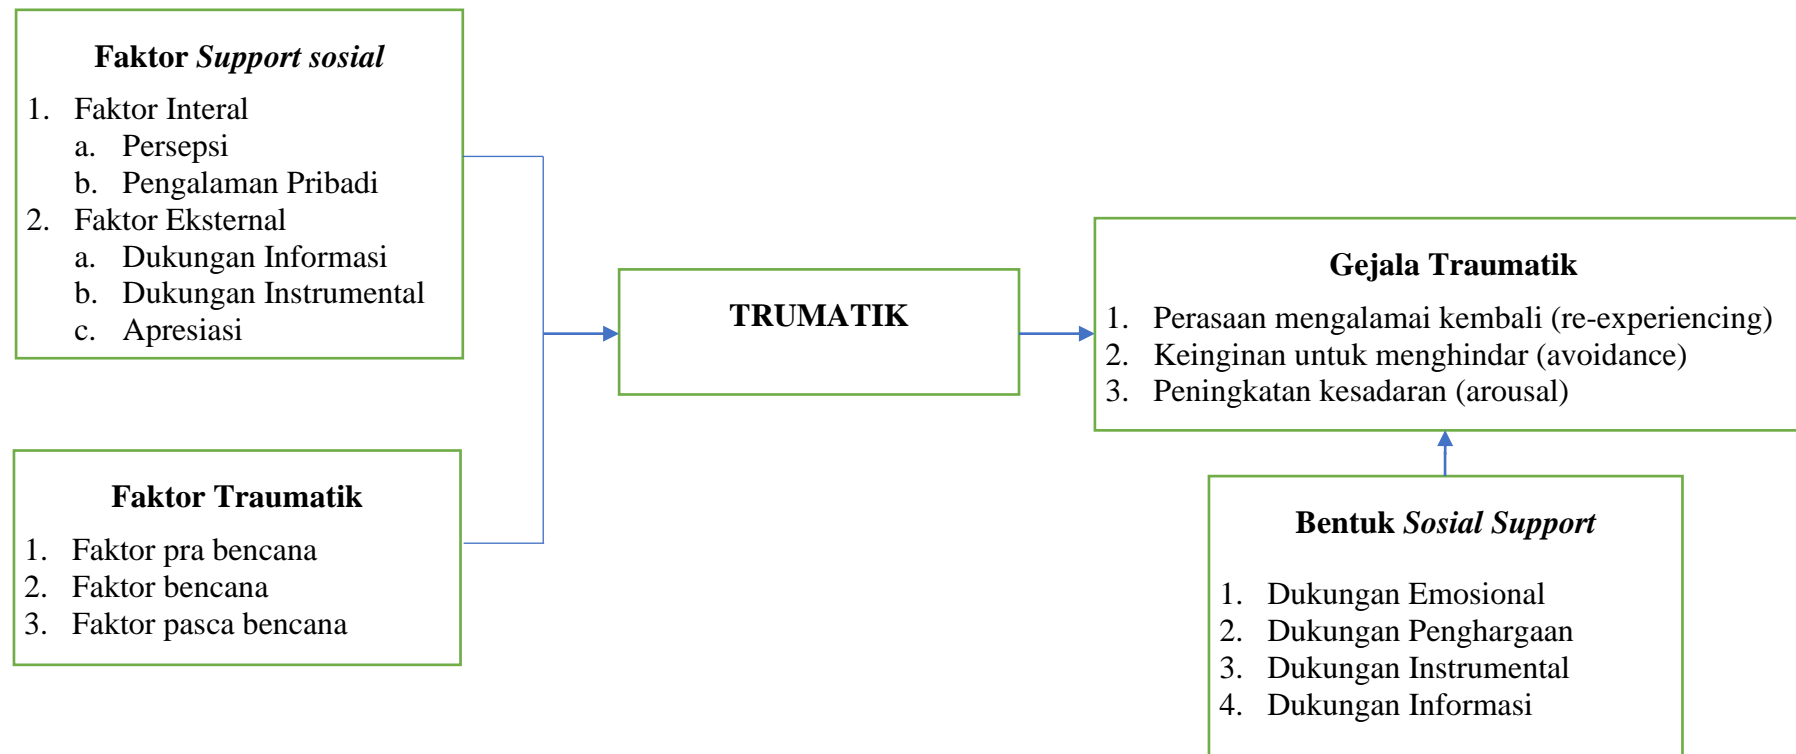 Faktor Support sosial
1. Faktor Interal
a. Persepsi
b. Pengalaman Pribadi
2. Faktor Eksternal
a. Dukungan Informasi
b. Dukungan Instrumental
c. Apresiasi
Faktor Traumatik
1. Faktor pra bencana
2. Faktor bencana
3. Faktor pasca bencana
TRUMATIK
Gejala Traumatik
1. Perasaan mengalamai kembali (re-experiencing)
2. Keinginan untuk menghindar (avoidance)
3. Peningkatan kesadaran (arousal)
Bentuk Sosial Support
1. Dukungan Emosional
2. Dukungan Penghargaan
3. Dukungan Instrumental
4. Dukungan Informasi